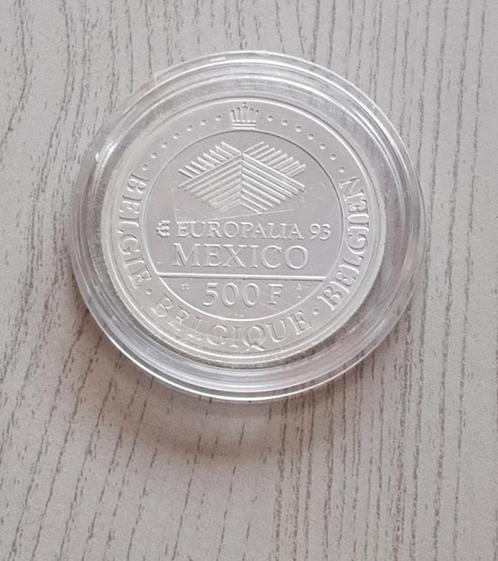 € EUROPALIA 93
MEXICO
500 F
BELGIE · BELGIQUE · BELGIEN